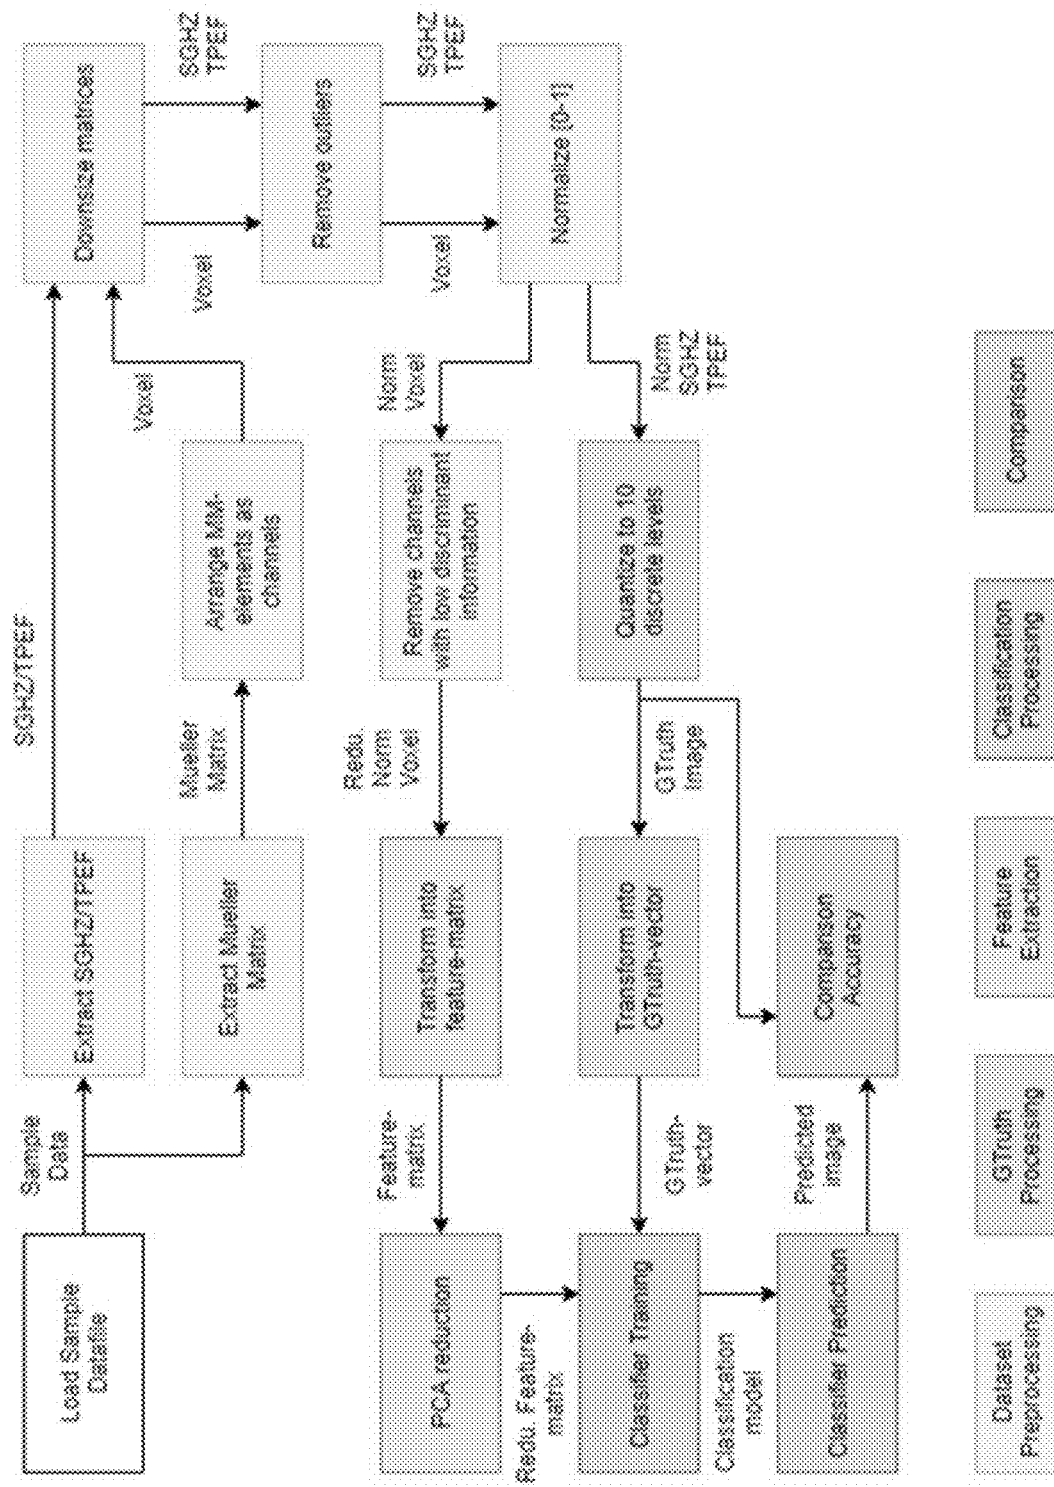 Load Sample
Datafile
Sample
Data
Extract SGHZ/TPEF
SGHZ/TPEF
Extract Mueller
Matrix
Mueller
Matrix
Arrange MM-
elements as
channels
Voxel
Downsize matrices
Voxel
SGHZ
TPEF
Remove outliers
Voxel
SGHZ
TPEF
Normalize [0-1]
Norm
Voxel
Norm
SGHZ
TPEF
Remove channels
with low discriminant
information
Redu.
Norm
Voxel
Transform into
feature-matrix
Feature-
matrix
PCA reduction
Redu. Feature-
matrix
Quantize to 10
discrete levels
GTruth
Image
Transform into
GTruth-vector
GTruth-
vector
Classifier Training
Classification
model
Classifier Prediction
Predicted
image
Comparison
Accuracy
Dataset
Preprocessing
GTruth
Processing
Feature
Extraction
Classification
Processing
Comparison